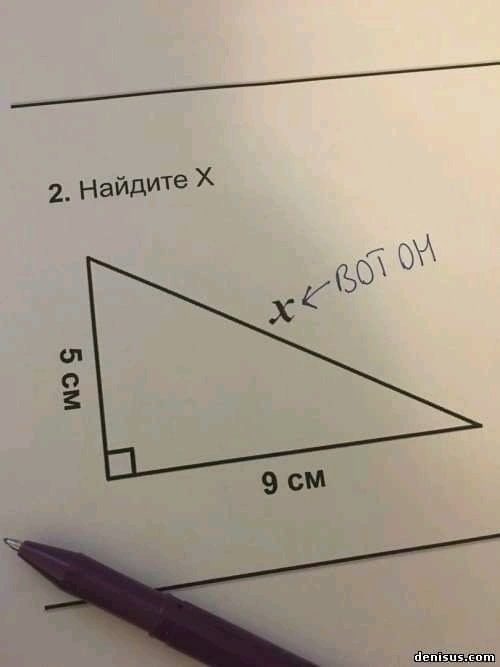 2. Найдите X
x ← ВОТ ОН
5 см
9 см
denisus.com